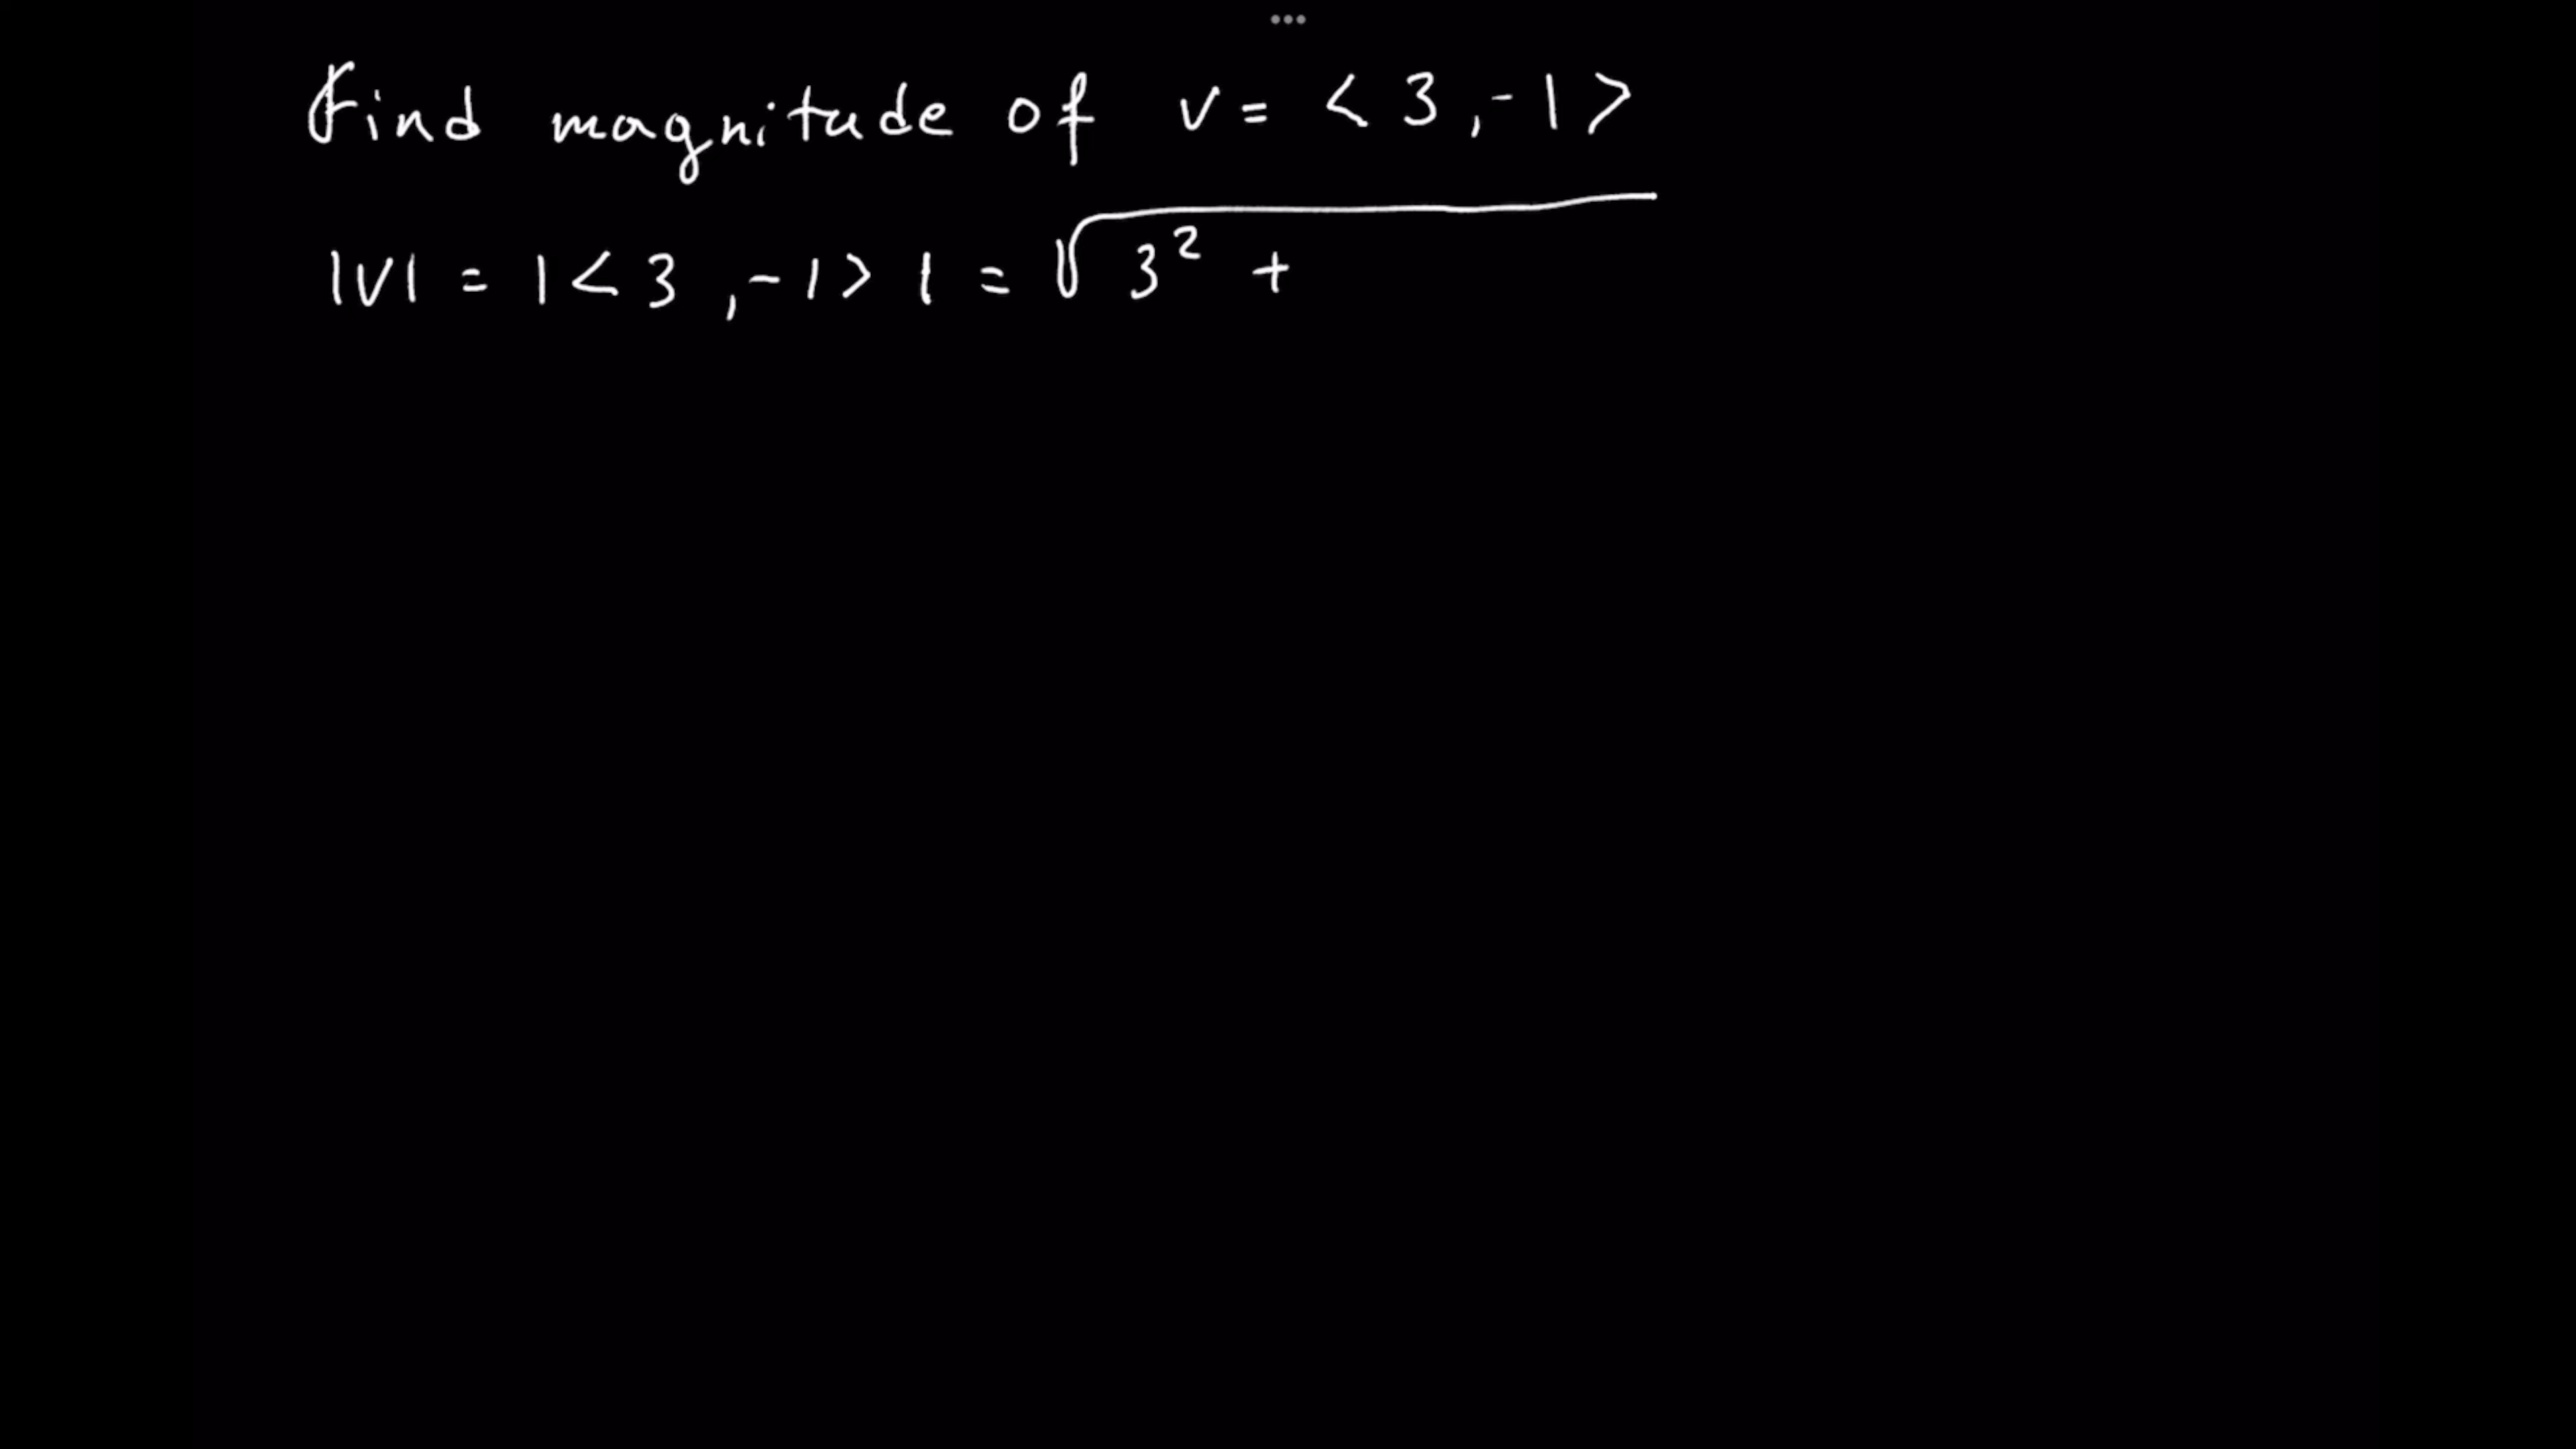 Find magnitude of v = < 3 , -1 >
|v| = | < 3 , -1 > | = √(3² +